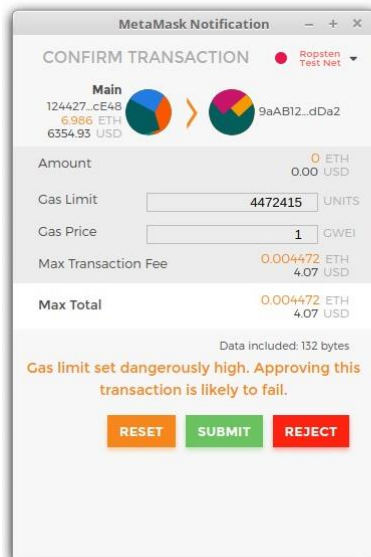 MetaMask Notification
CONFIRM TRANSACTION
Ropsten
Test Net
Main
124427...cE48
6.986 ETH
6354.93 USD
9aAB12...dDa2
Amount
0 ETH
0.00 USD
Gas Limit
4472415 UNITS
Gas Price
1 GWEI
Max Transaction Fee
0.004472 ETH
4.07 USD
Max Total
0.004472 ETH
4.07 USD
Data included: 132 bytes
Gas limit set dangerously high. Approving this
transaction is likely to fail.
RESET SUBMIT REJECT